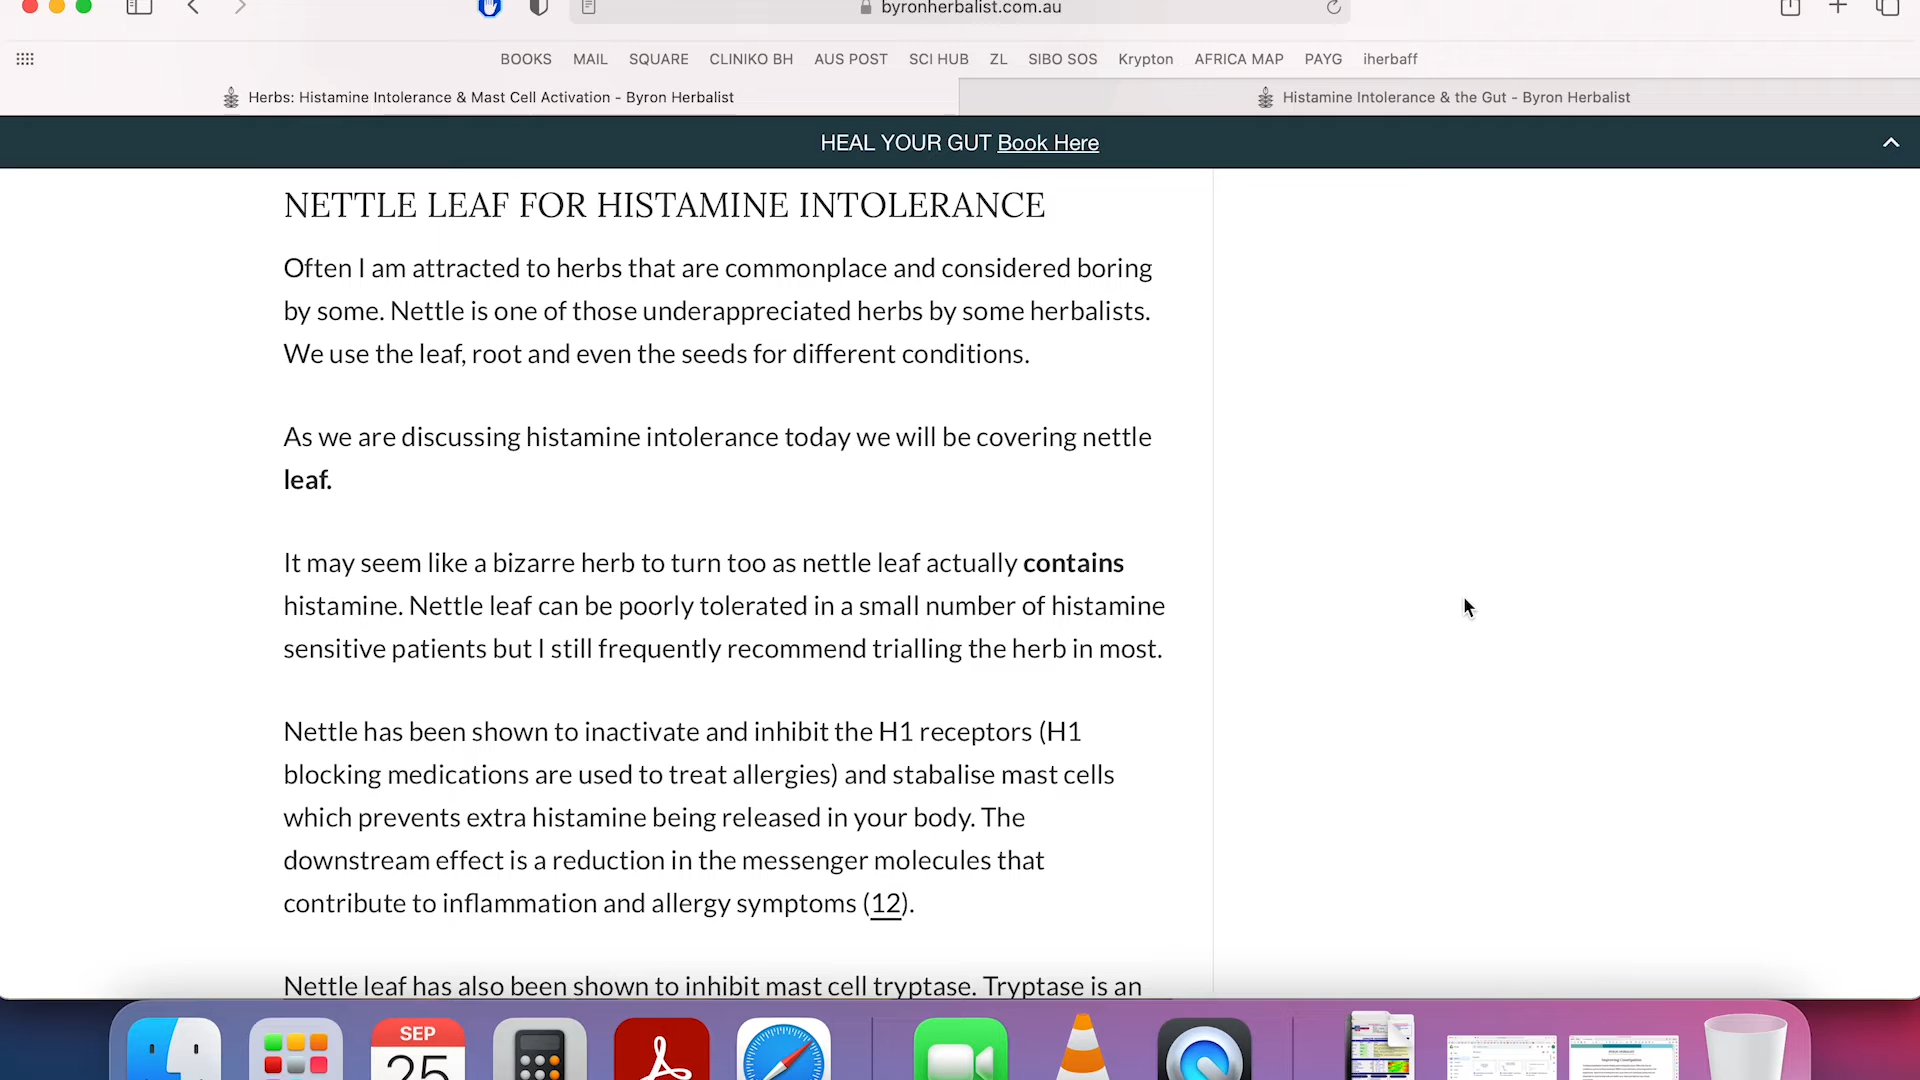 byronherbalist.com.au
BOOKS MAIL SQUARE CLINIKO BH AUS POST SCI HUB ZL SIBO SOS Krypton AFRICA MAP PAYG iherbaff
Herbs: Histamine Intolerance & Mast Cell Activation - Byron Herbalist
Histamine Intolerance & the Gut - Byron Herbalist
HEAL YOUR GUT Book Here
NETTLE LEAF FOR HISTAMINE INTOLERANCE
Often I am attracted to herbs that are commonplace and considered boring
by some. Nettle is one of those underappreciated herbs by some herbalists.
We use the leaf, root and even the seeds for different conditions.
As we are discussing histamine intolerance today we will be covering nettle
leaf.
It may seem like a bizarre herb to turn too as nettle leaf actually contains
histamine. Nettle leaf can be poorly tolerated in a small number of histamine
sensitive patients but I still frequently recommend trialling the herb in most.
Nettle has been shown to inactivate and inhibit the H1 receptors (H1
blocking medications are used to treat allergies) and stabalise mast cells
which prevents extra histamine being released in your body. The
downstream effect is a reduction in the messenger molecules that
contribute to inflammation and allergy symptoms (12).
Nettle leaf has also been shown to inhibit mast cell tryptase. Tryptase is an
SEP
25